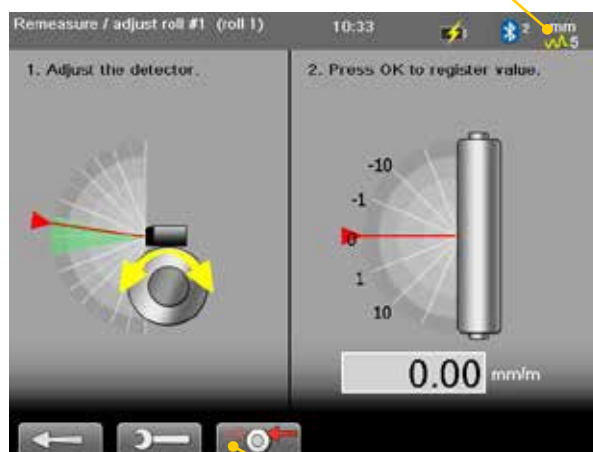 Remeasure / adjust roll #1 (roll 1) 10:33 2 mm
5
1. Adjust the detector.
2. Press OK to register value.
-10
-1
0
1
10
0.00 mm/m